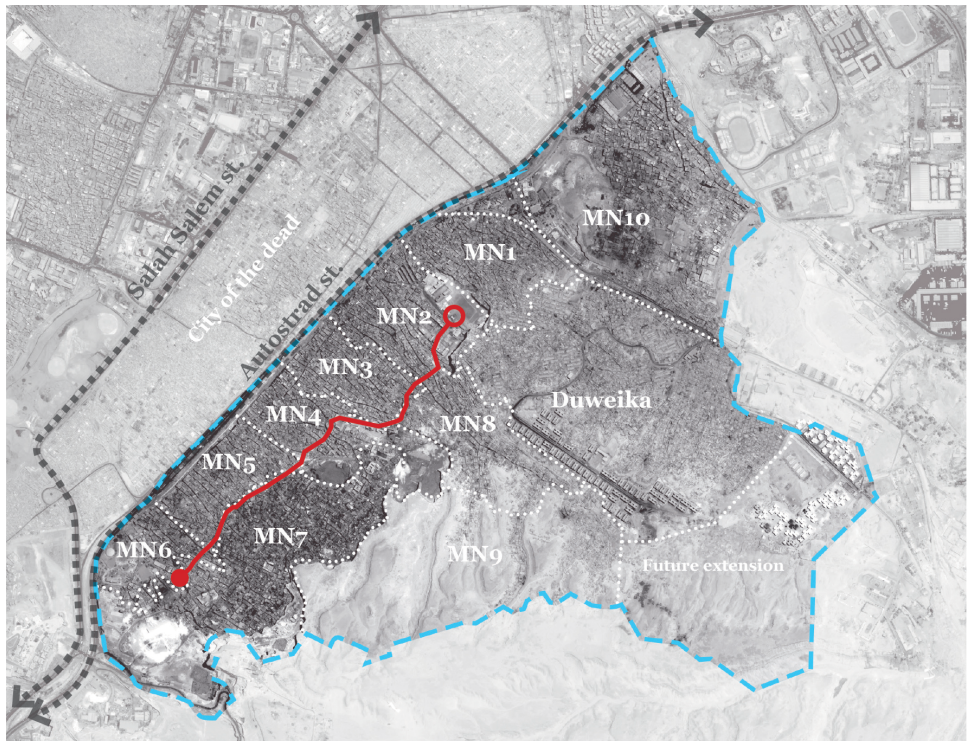 Salah Salem st.
City of the dead
Autostrad st.
MN10
MN1
MN2
MN3
Duweika
MN4
MN8
MN5
MN7
MN6
MN9
Future extension